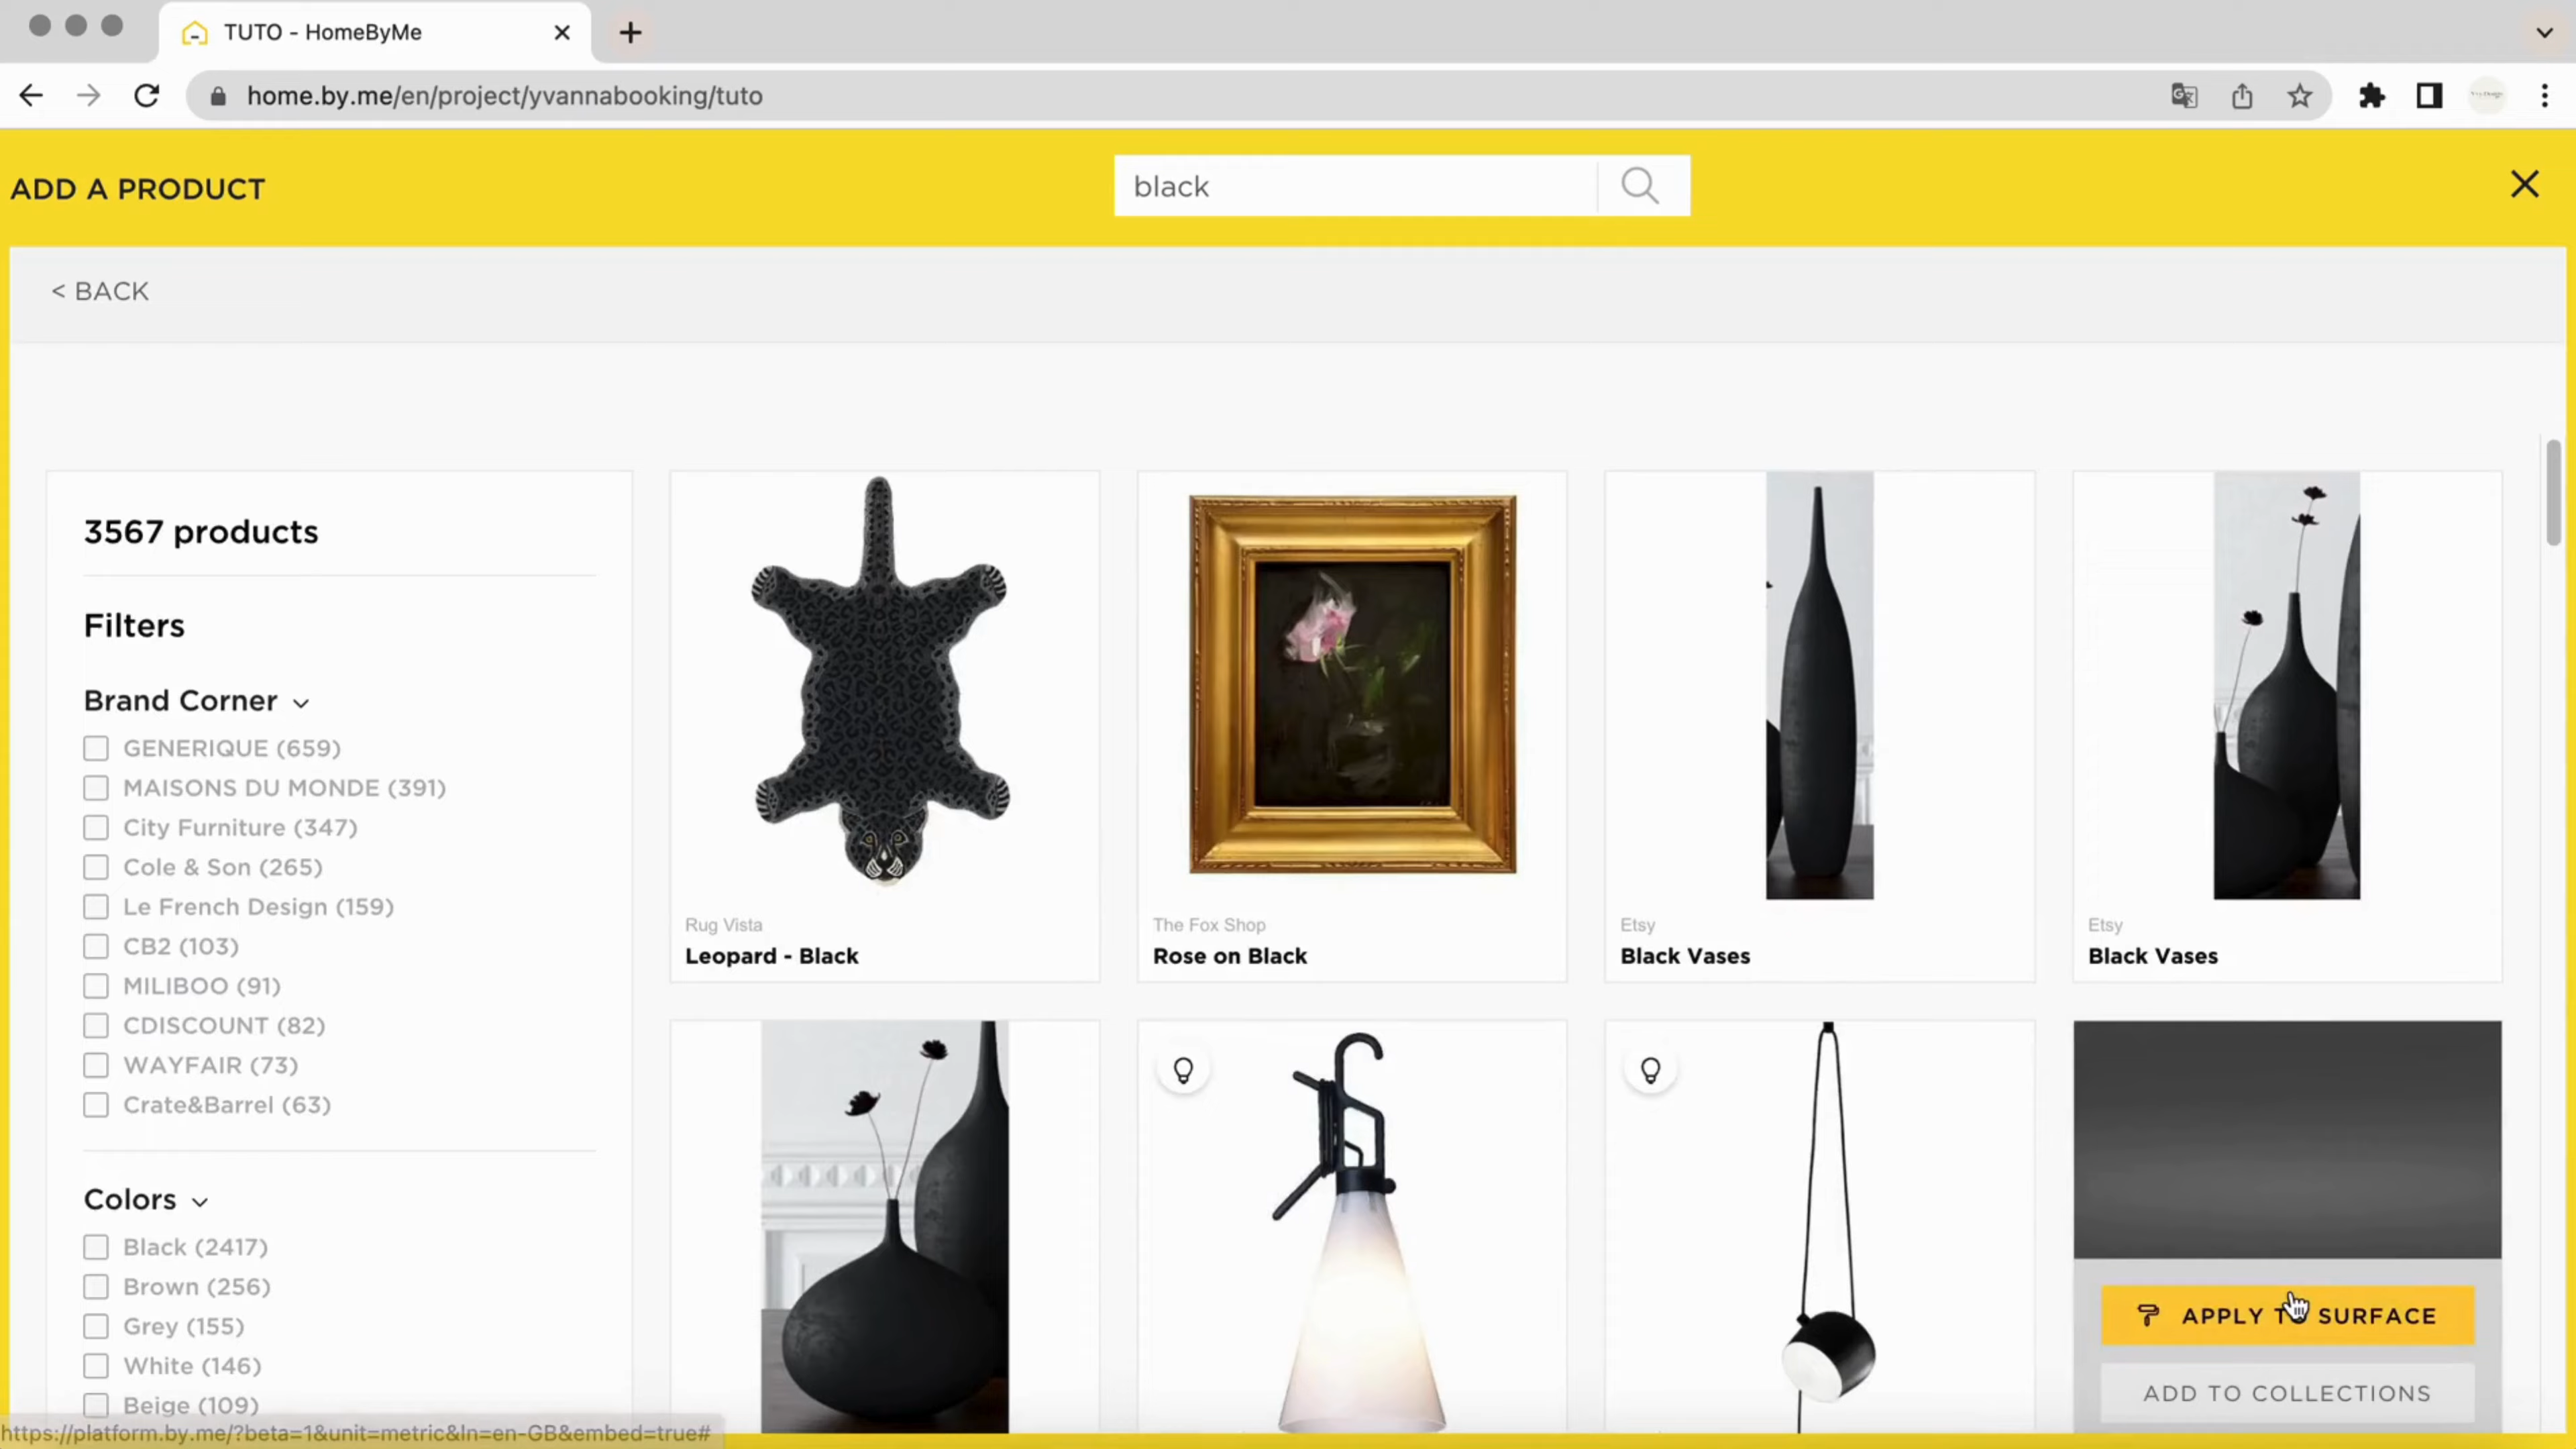 TUTO - HomeByMe
home.by.me/en/project/yvannabooking/tuto
ADD A PRODUCT
black
< BACK
3567 products
Filters
Brand Corner
GENERIQUE (659)
MAISONS DU MONDE (391)
City Furniture (347)
Cole & Son (265)
Le French Design (159)
CB2 (103)
MILIBOO (91)
CDISCOUNT (82)
WAYFAIR (73)
Crate&Barrel (63)
Colors
Black (2417)
Brown (256)
Grey (155)
White (146)
Beige (109)
Rug Vista
Leopard - Black
The Fox Shop
Rose on Black
Etsy
Black Vases
Etsy
Black Vases
APPLY TO SURFACE
ADD TO COLLECTIONS
https://platform.by.me/?beta=1&unit=metric&ln=en-GB&embed=true#